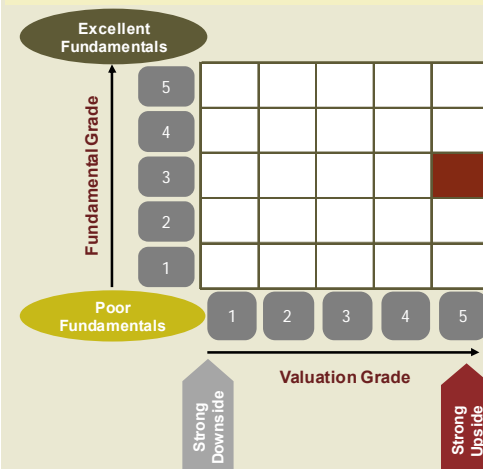 Excellent
Fundamentals
Fundamental Grade
5
4
3
2
1
Poor
Fundamentals
1
2
3
4
5
Valuation Grade
Strong
Downside
Strong
Upside